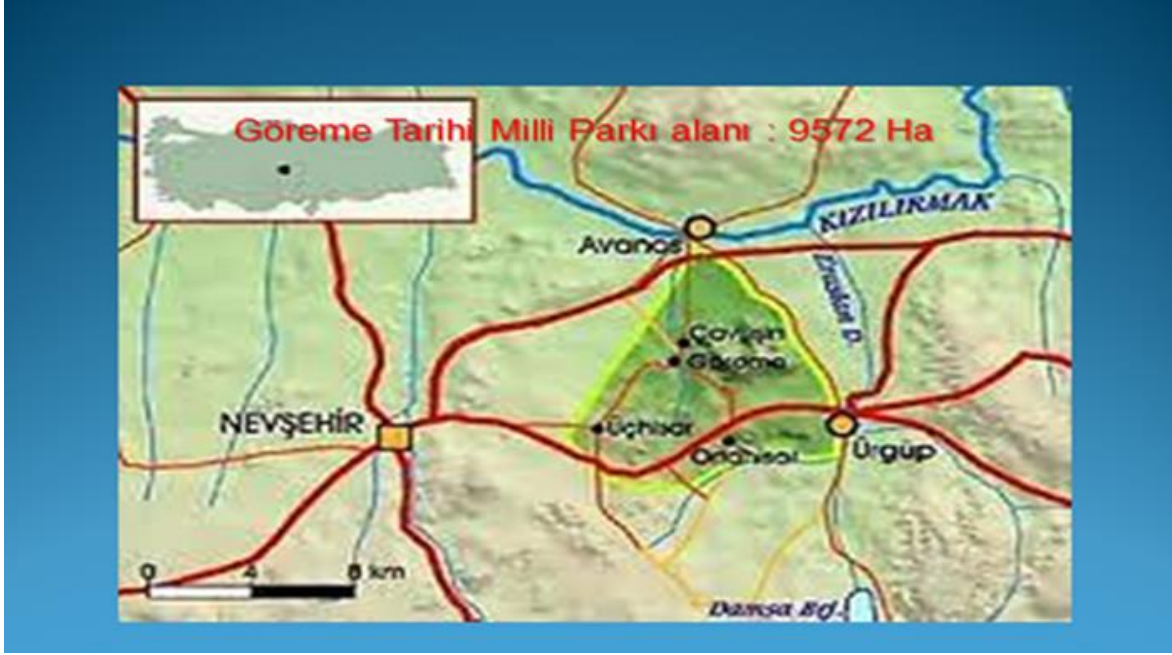 Göreme Tarihi Milli Parkı alanı : 9572 Ha
KIZILIRMAK
Avanos
Çavuşin
Göreme
NEVŞEHİR
Uçhisar
Ortahisar
Ürgüp
0 4 8 km
Damsa Brj.